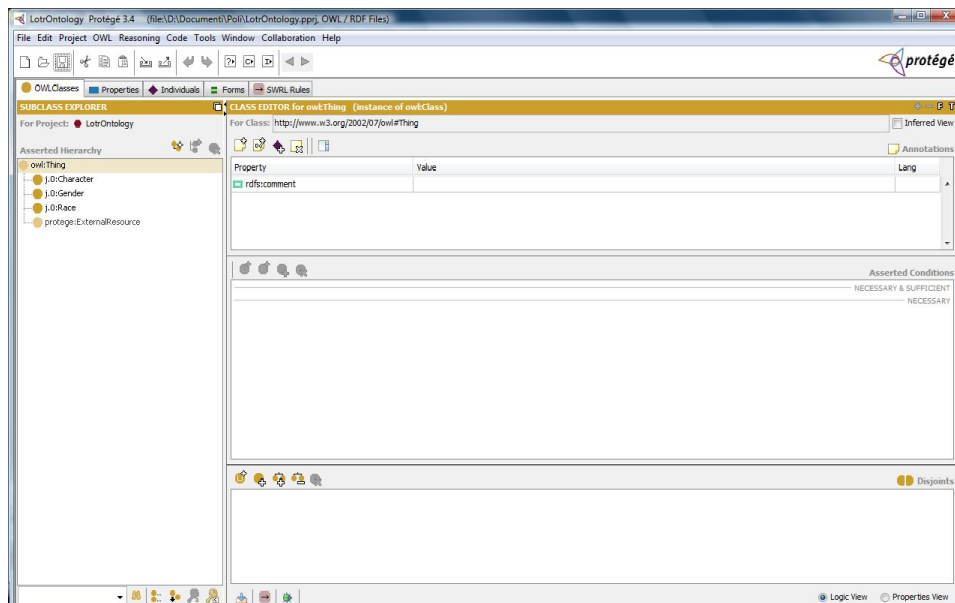 LotrOntology Protégé 3.4 (file:\D:\Documenti\Poli\LotrOntology.pprj, OWL / RDF Files)
File Edit Project OWL Reasoning Code Tools Window Collaboration Help
protégé
OWLClasses Properties Individuals Forms SWRL Rules
SUBCLASS EXPLORER
For Project: LotrOntology
Asserted Hierarchy
owl:Thing
j.0:Character
j.0:Gender
j.0:Race
protege:ExternalResource
CLASS EDITOR for owl:Thing (instance of owl:Class)
For Class: http://www.w3.org/2002/07/owl#Thing
Inferred View
Annotations
Property Value Lang
rdfs:comment
Asserted Conditions
NECESSARY & SUFFICIENT
NECESSARY
Disjoints
Logic View Properties View